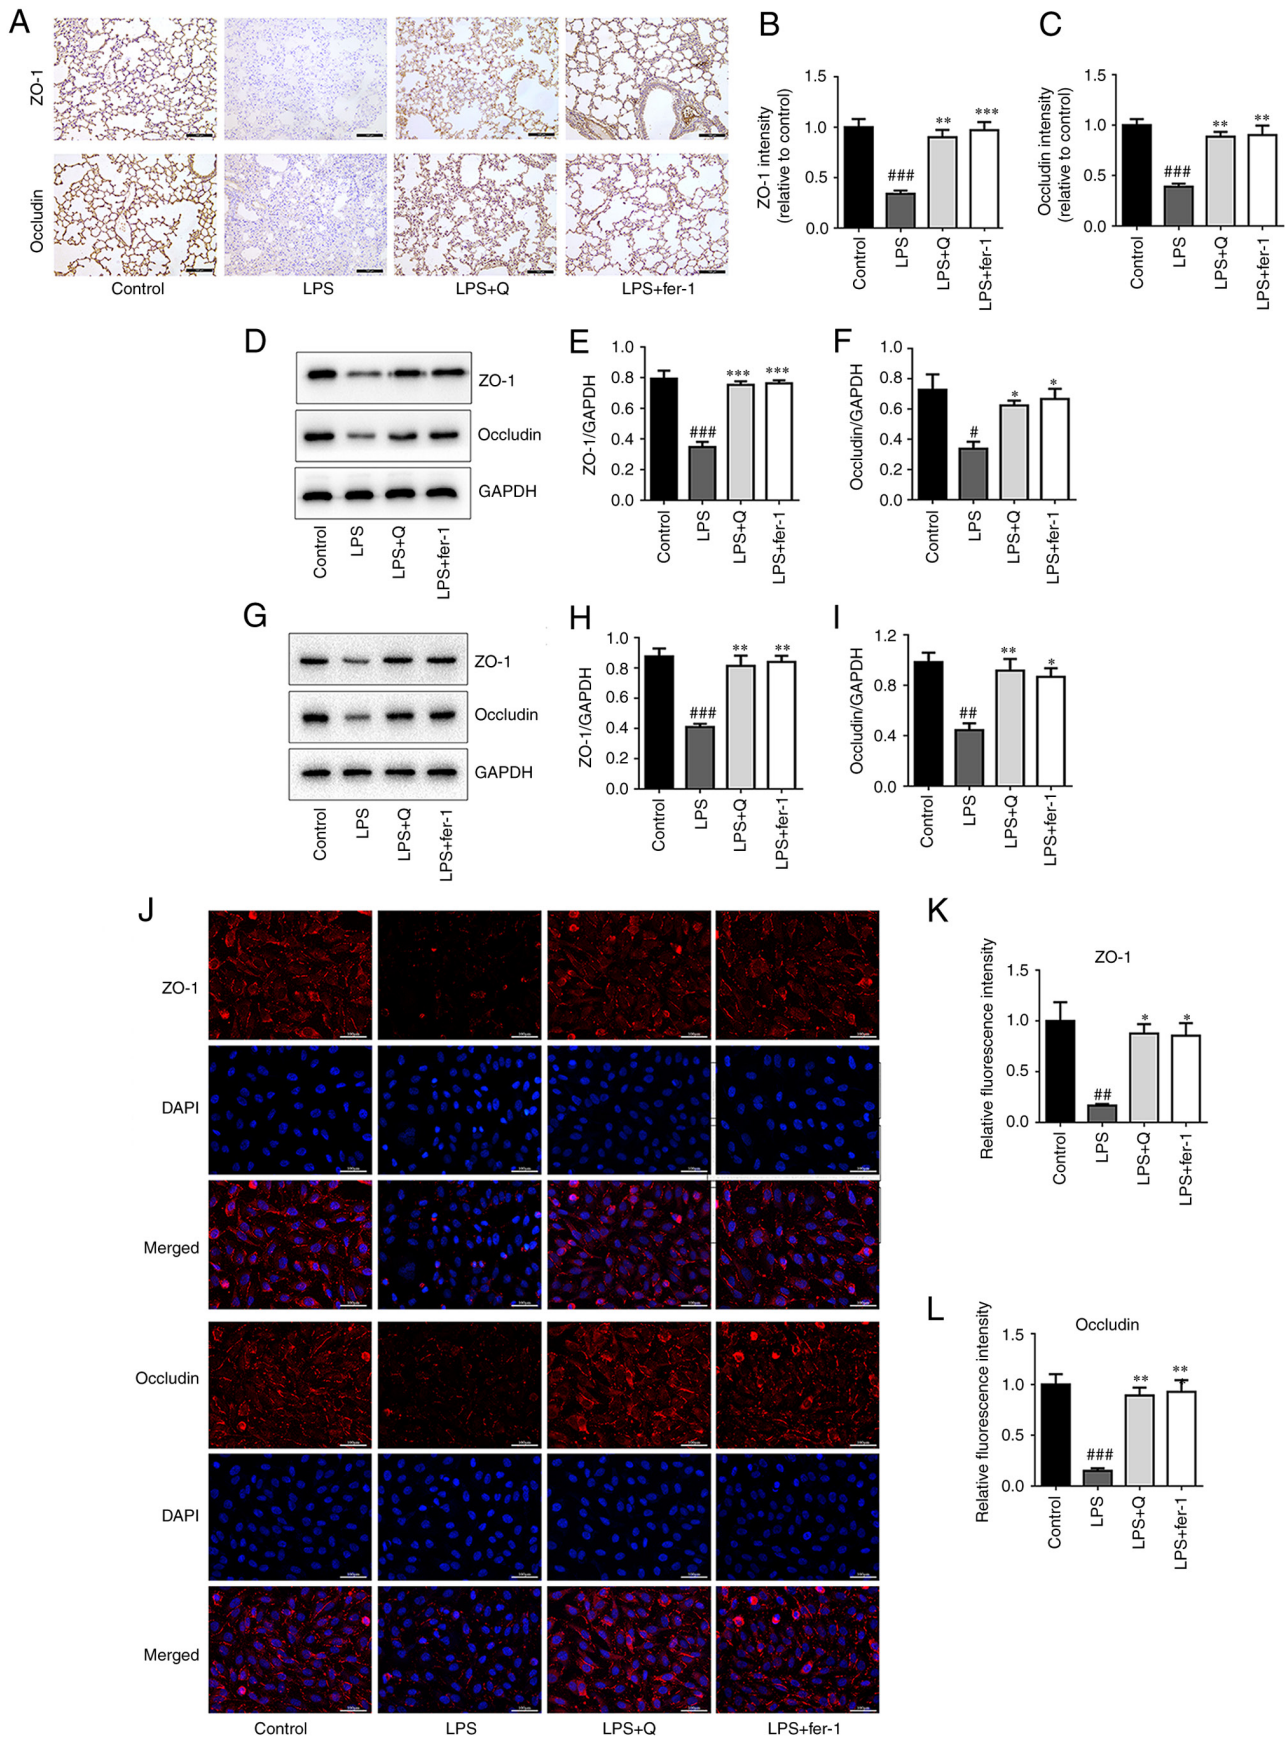 A
ZO-1
Occludin
Control
LPS
LPS+Q
LPS+fer-1
B
ZO-1 intensity
(relative to control)
1.5
1.0
0.5
0.0
###
**
***
Control
LPS
LPS+Q
LPS+fer-1
C
Occludin intensity
(relative to control)
1.5
1.0
0.5
0.0
###
**
**
Control
LPS
LPS+Q
LPS+fer-1
D
ZO-1
Occludin
GAPDH
Control
LPS
LPS+Q
LPS+fer-1
E
ZO-1/GAPDH
1.0
0.8
0.6
0.4
0.2
0.0
###
***
***
Control
LPS
LPS+Q
LPS+fer-1
F
Occludin/GAPDH
1.0
0.8
0.6
0.4
0.2
0.0
#
*
*
Control
LPS
LPS+Q
LPS+fer-1
G
ZO-1
Occludin
GAPDH
Control
LPS
LPS+Q
LPS+fer-1
H
ZO-1/GAPDH
1.0
0.8
0.6
0.4
0.2
0.0
###
**
**
Control
LPS
LPS+Q
LPS+fer-1
I
Occludin/GAPDH
1.2
0.8
0.4
0.0
##
**
*
Control
LPS
LPS+Q
LPS+fer-1
J
ZO-1
DAPI
Merged
Occludin
DAPI
Merged
Control
LPS
LPS+Q
LPS+fer-1
K
ZO-1
Relative fluorescence intensity
1.5
1.0
0.5
0.0
##
*
*
Control
LPS
LPS+Q
LPS+fer-1
L
Occludin
Relative fluorescence intensity
1.5
1.0
0.5
0.0
###
**
**
Control
LPS
LPS+Q
LPS+fer-1